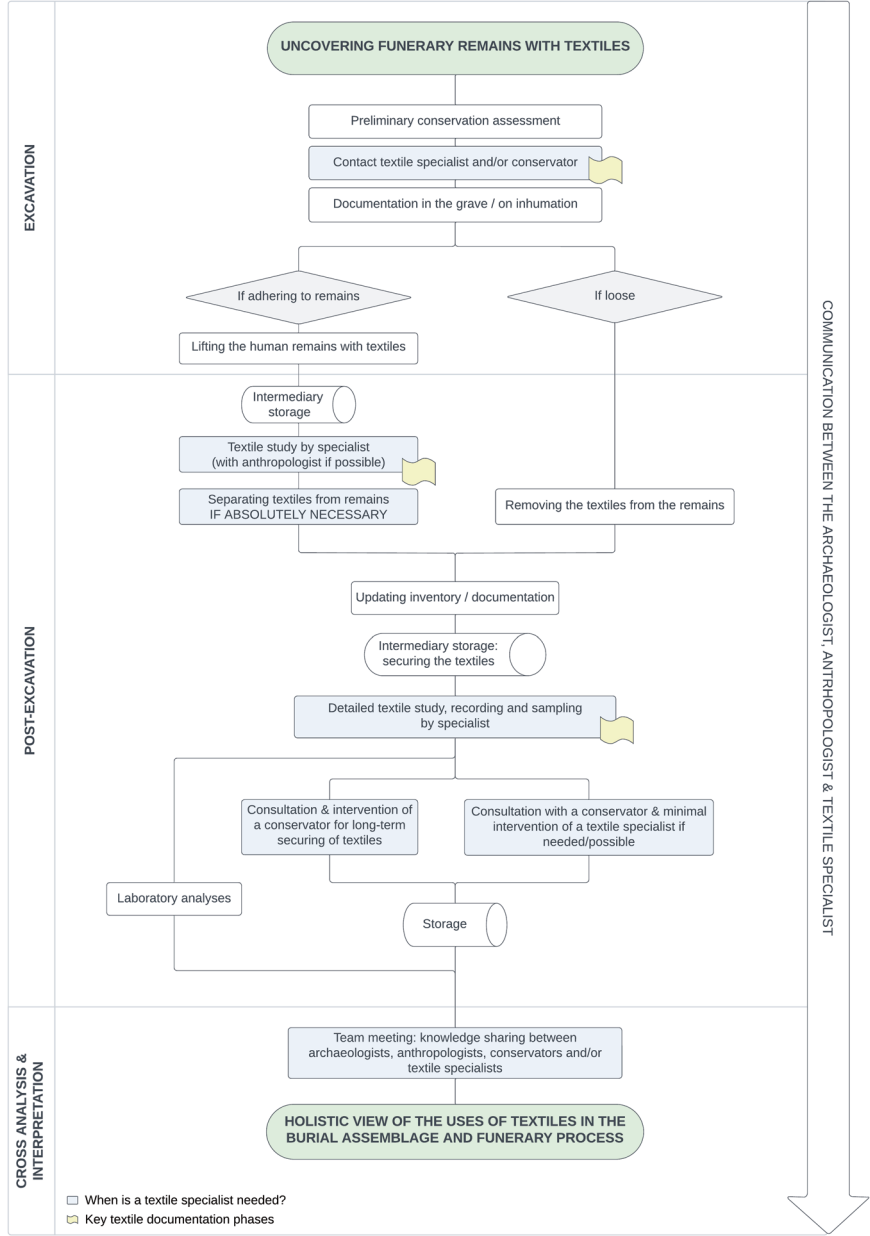 UNCOVERING FUNERARY REMAINS WITH TEXTILES
EXCAVATION
Preliminary conservation assessment
Contact textile specialist and/or conservator
Documentation in the grave / on inhumation
If adhering to remains
If loose
Lifting the human remains with textiles
COMMUNICATION BETWEEN THE ARCHAEOLOGIST, ANTRHOPOLOGIST & TEXTILE SPECIALIST
POST-EXCAVATION
Intermediary
storage
Textile study by specialist
(with anthropologist if possible)
Separating textiles from remains
IF ABSOLUTELY NECESSARY
Removing the textiles from the remains
Updating inventory / documentation
Intermediary storage:
securing the textiles
Detailed textile study, recording and sampling
by specialist
Consultation & intervention of
a conservator for long-term
securing of textiles
Consultation with a conservator & minimal
intervention of a textile specialist if
needed/possible
Laboratory analyses
Storage
CROSS ANALYSIS &
INTERPRETATION
Team meeting: knowledge sharing between
archaeologists, anthropologists, conservators and/or
textile specialists
HOLISTIC VIEW OF THE USES OF TEXTILES IN THE
BURIAL ASSEMBLAGE AND FUNERARY PROCESS
When is a textile specialist needed?
Key textile documentation phases